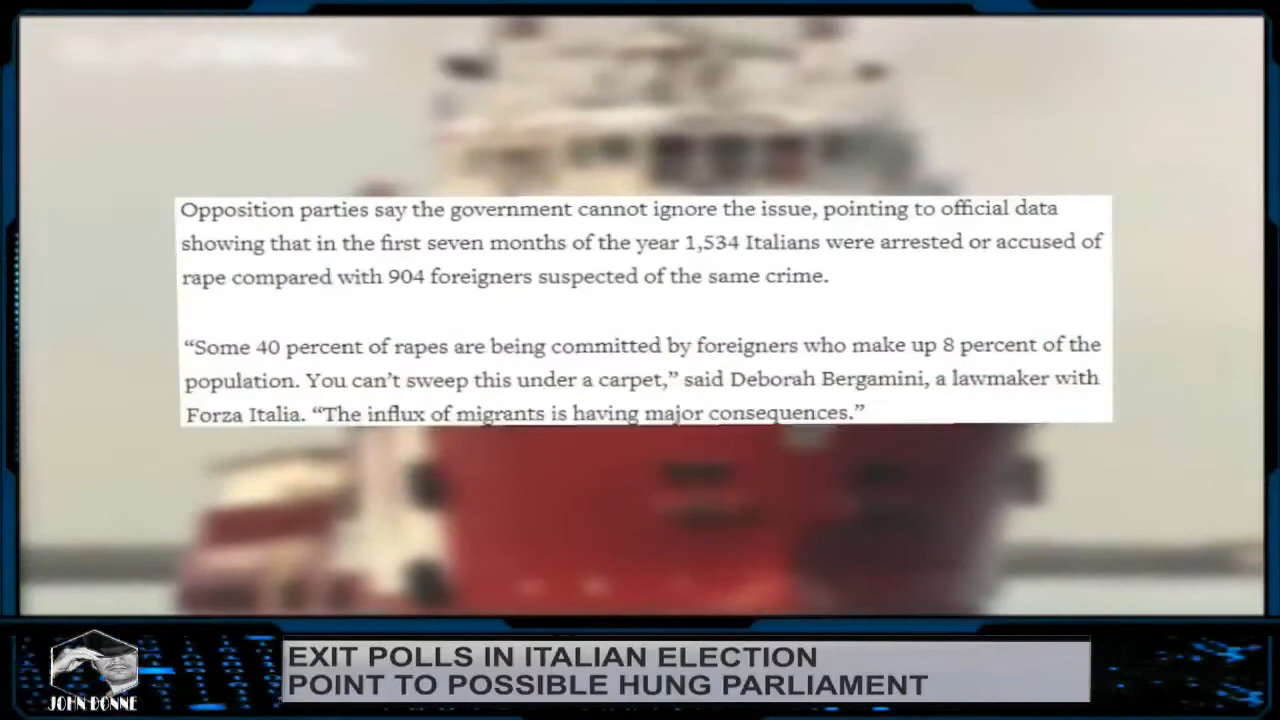 Opposition parties say the government cannot ignore the issue, pointing to official data
showing that in the first seven months of the year 1,534 Italians were arrested or accused of
rape compared with 904 foreigners suspected of the same crime.
“Some 40 percent of rapes are being committed by foreigners who make up 8 percent of the
population. You can’t sweep this under a carpet,” said Deborah Bergamini, a lawmaker with
Forza Italia. “The influx of migrants is having major consequences.”
EXIT POLLS IN ITALIAN ELECTION
POINT TO POSSIBLE HUNG PARLIAMENT
JOHN DONNE